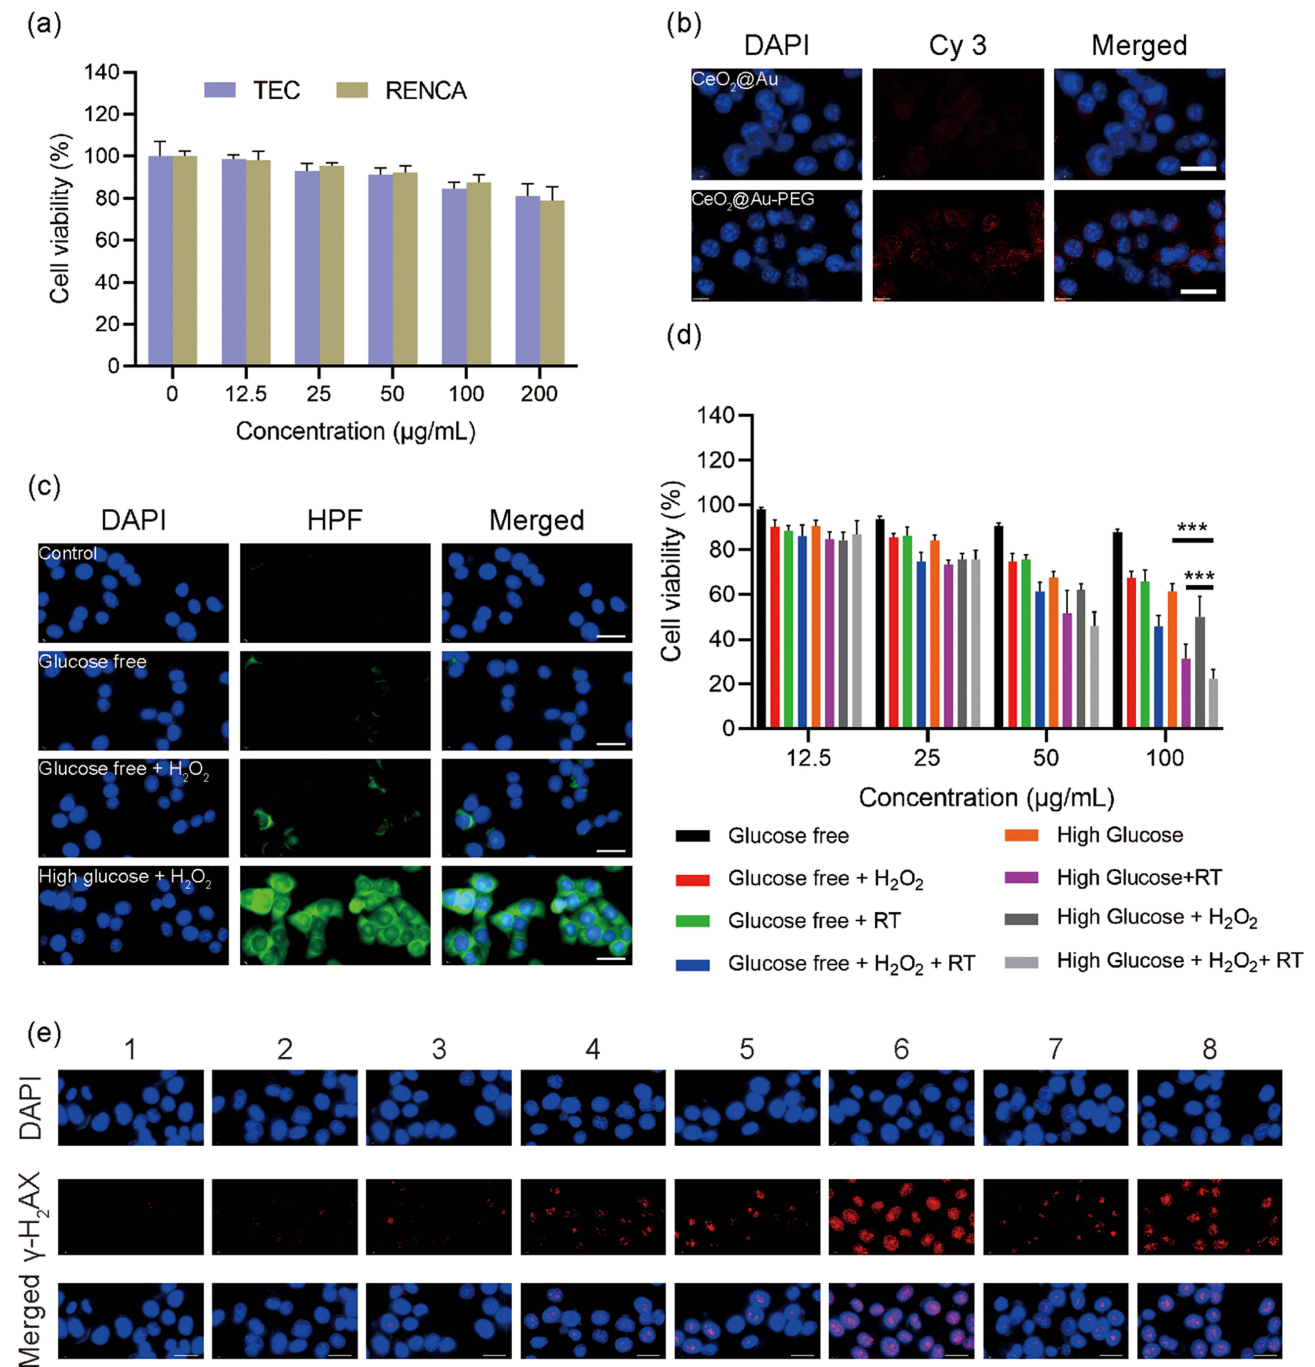 (a)
140
120
100
80
60
40
20
0
Cell viability (%)
TEC
RENCA
0 12.5 25 50 100 200
Concentration (µg/mL)
(b)
DAPI Cy 3 Merged
CeO₂@Au
CeO₂@Au-PEG
(c)
DAPI HPF Merged
Control
Glucose free
Glucose free + H₂O₂
High glucose + H₂O₂
(d)
140
120
100
80
60
40
20
0
Cell viability (%)
***
***
12.5 25 50 100
Concentration (µg/mL)
Glucose free
Glucose free + H₂O₂
Glucose free + RT
Glucose free + H₂O₂ + RT
High Glucose
High Glucose+RT
High Glucose + H₂O₂
High Glucose + H₂O₂+ RT
(e)
1 2 3 4 5 6 7 8
DAPI
γ-H₂AX
Merged